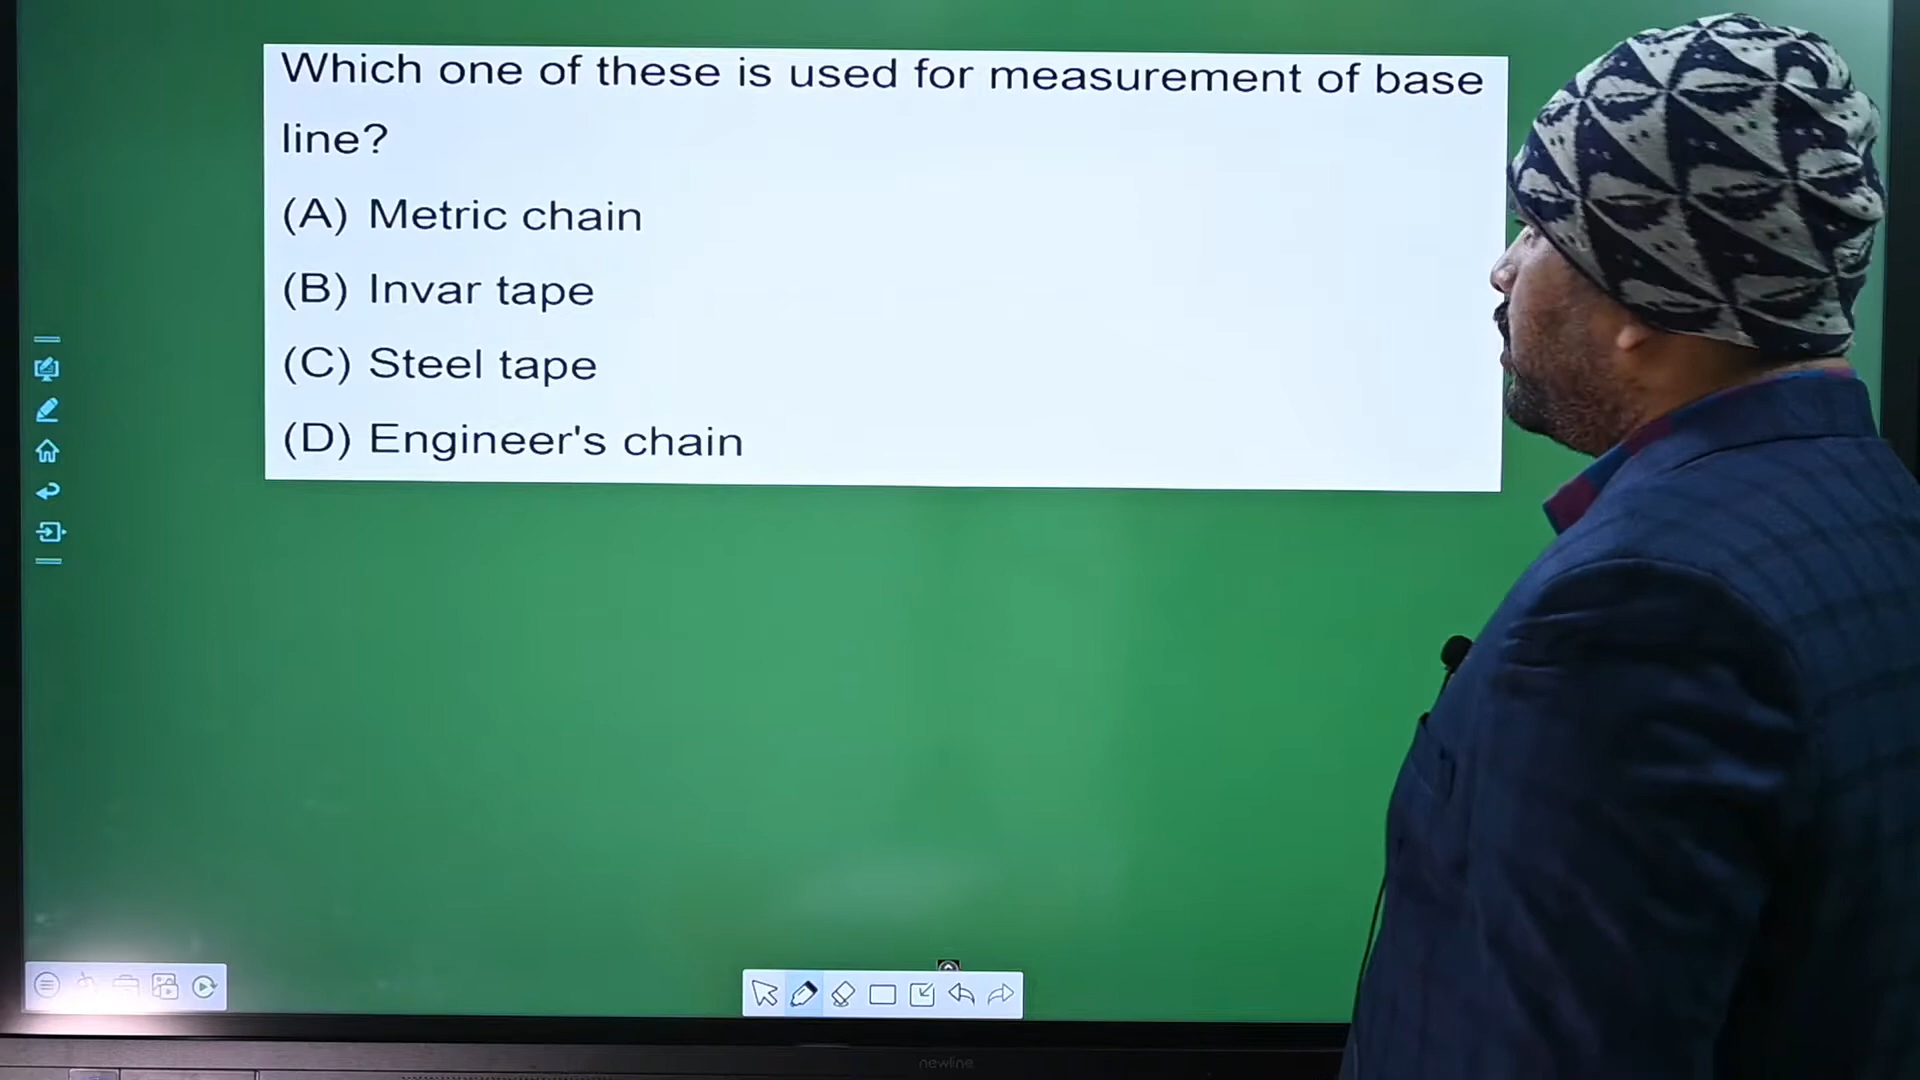 Which one of these is used for measurement of base
line?
(A) Metric chain
(B) Invar tape
(C) Steel tape
(D) Engineer's chain
newline